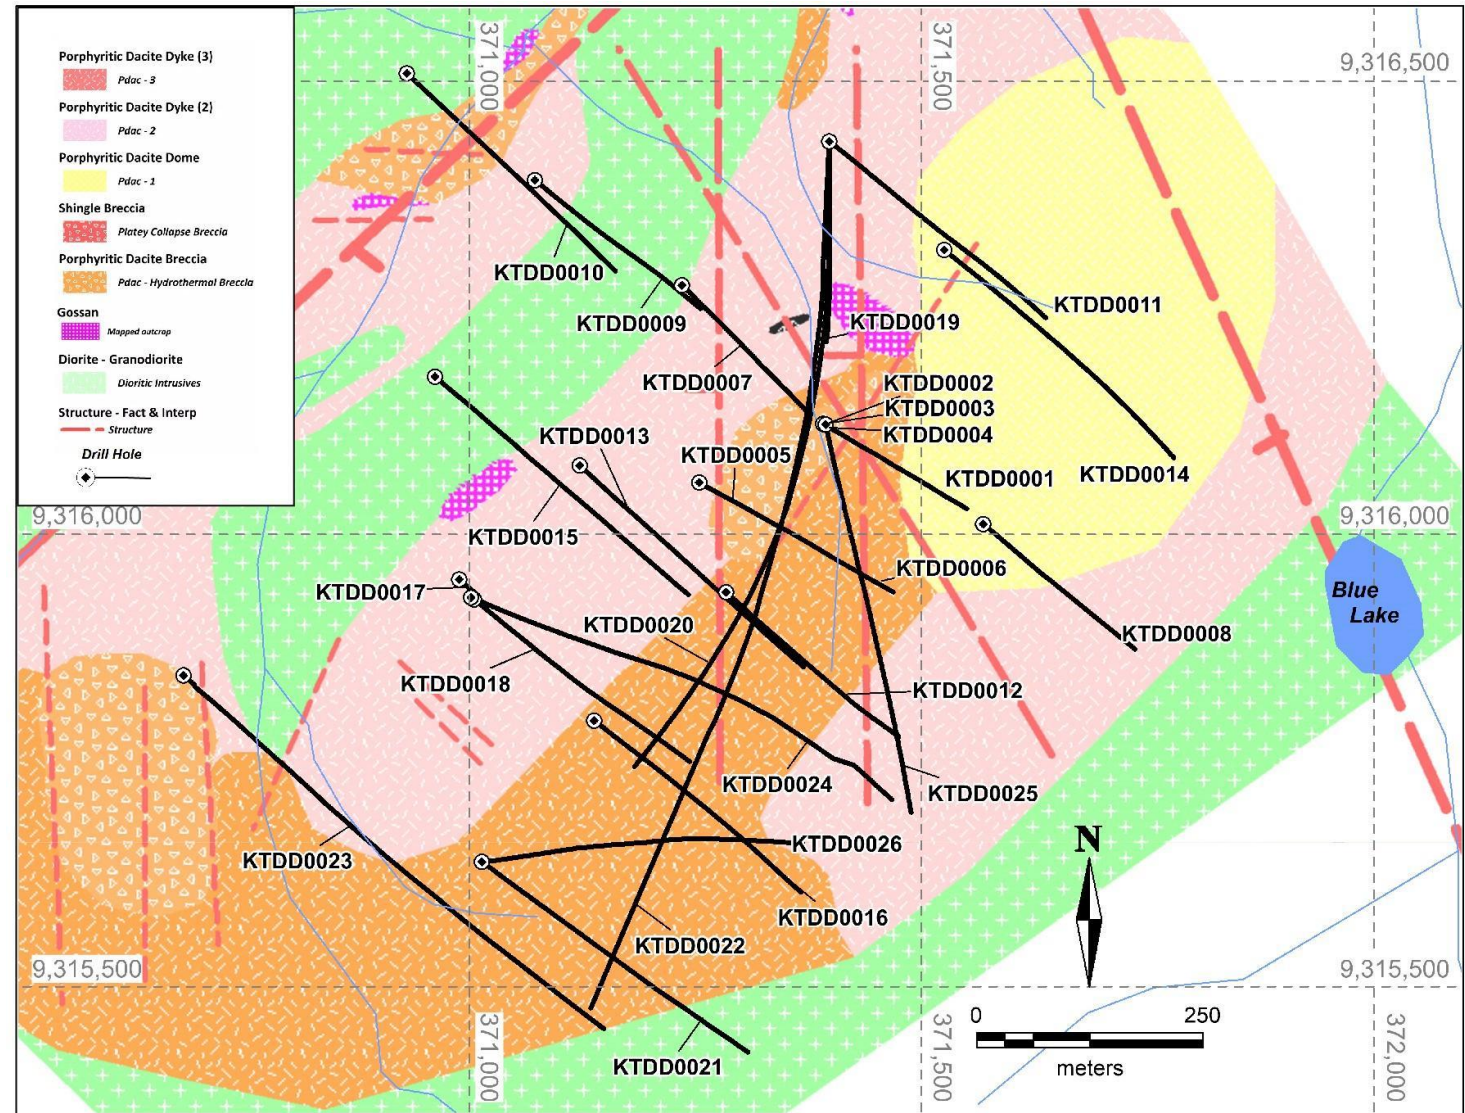 Porphyritic Dacite Dyke (3)
Pdac - 3
Porphyritic Dacite Dyke (2)
Pdac - 2
Porphyritic Dacite Dome
Pdac - 1
Shingle Breccia
Platey Collapse Breccia
Porphyritic Dacite Breccia
Pdac - Hydrothermal Breccia
Gossan
Mapped outcrop
Diorite - Granodiorite
Dioritic Intrusives
Structure - Fact & Interp
Structure
Drill Hole
371,000
371,500
9,316,500
KTDD0010
KTDD0009
KTDD0007
KTDD0011
KTDD0019
KTDD0002
KTDD0003
KTDD0004
KTDD0013
KTDD0005
KTDD0001
KTDD0014
9,316,000
KTDD0015
9,316,000
KTDD0006
KTDD0017
Blue
Lake
KTDD0020
KTDD0008
KTDD0018
KTDD0012
KTDD0024
KTDD0025
KTDD0023
KTDD0026
N
KTDD0016
KTDD0022
9,315,500
9,315,500
0
250
meters
KTDD0021
371,000
371,500
372,000